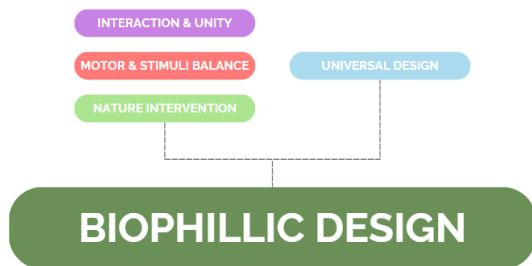 INTERACTION & UNITY
MOTOR & STIMULI BALANCE
UNIVERSAL DESIGN
NATURE INTERVENTION
BIOPHILLIC DESIGN